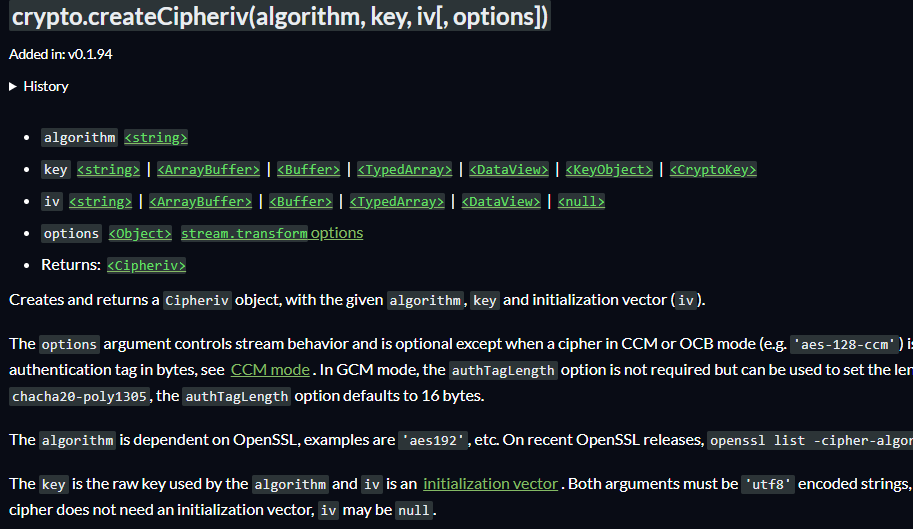 crypto.createCipheriv(algorithm, key, iv[, options])
Added in: v0.1.94
▶ History
• algorithm <string>
• key <string> | <ArrayBuffer> | <Buffer> | <TypedArray> | <DataView> | <KeyObject> | <CryptoKey>
• iv <string> | <ArrayBuffer> | <Buffer> | <TypedArray> | <DataView> | <null>
• options <Object> stream.transform options
• Returns: <Cipheriv>
Creates and returns a Cipheriv object, with the given algorithm, key and initialization vector (iv).
The options argument controls stream behavior and is optional except when a cipher in CCM or OCB mode (e.g. 'aes-128-ccm') is
authentication tag in bytes, see CCM mode. In GCM mode, the authTagLength option is not required but can be used to set the len
chacha20-poly1305, the authTagLength option defaults to 16 bytes.
The algorithm is dependent on OpenSSL, examples are 'aes192', etc. On recent OpenSSL releases, openssl list -cipher-algor
The key is the raw key used by the algorithm and iv is an initialization vector. Both arguments must be 'utf8' encoded strings,
cipher does not need an initialization vector, iv may be null.